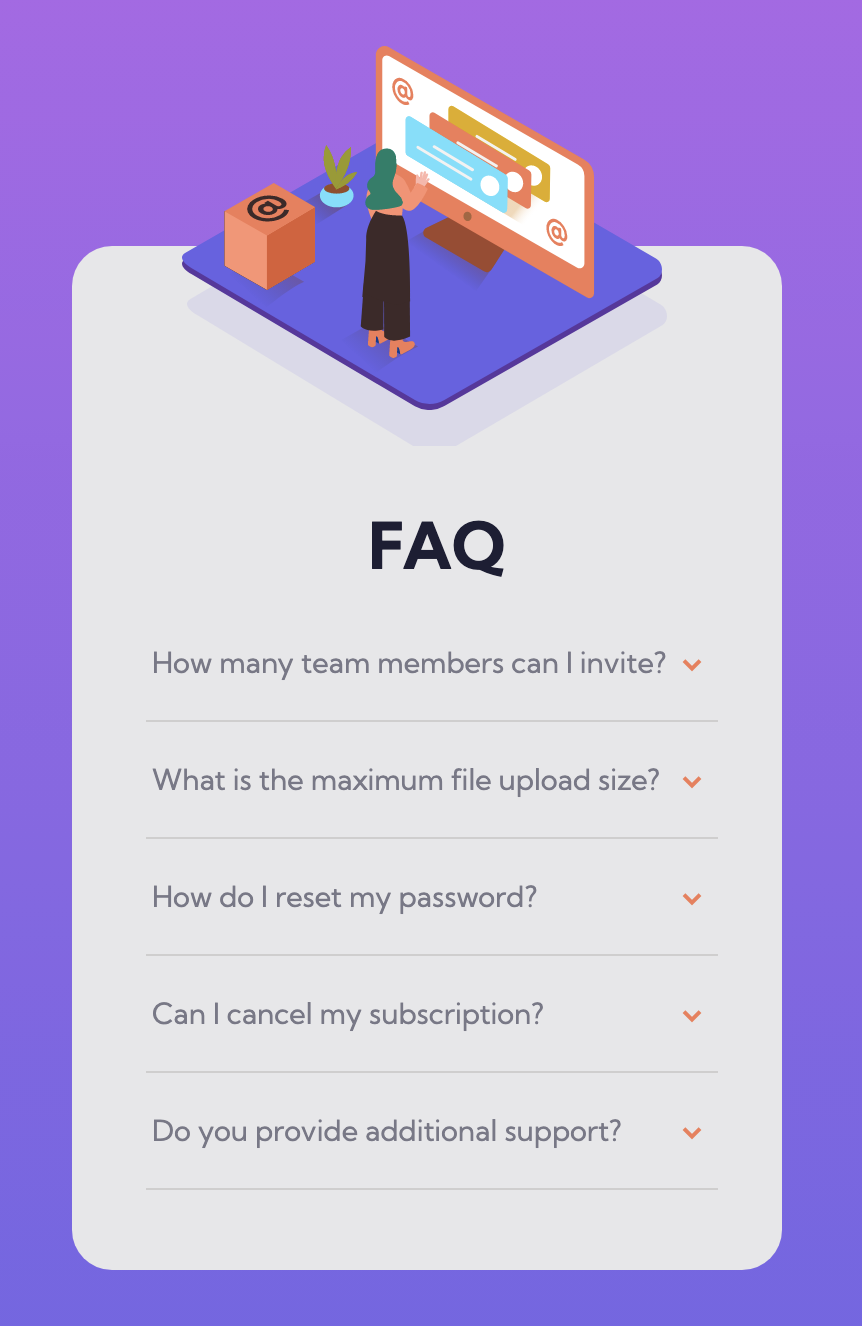 @
@
@
FAQ
How many team members can I invite?
What is the maximum file upload size?
How do I reset my password?
Can I cancel my subscription?
Do you provide additional support?